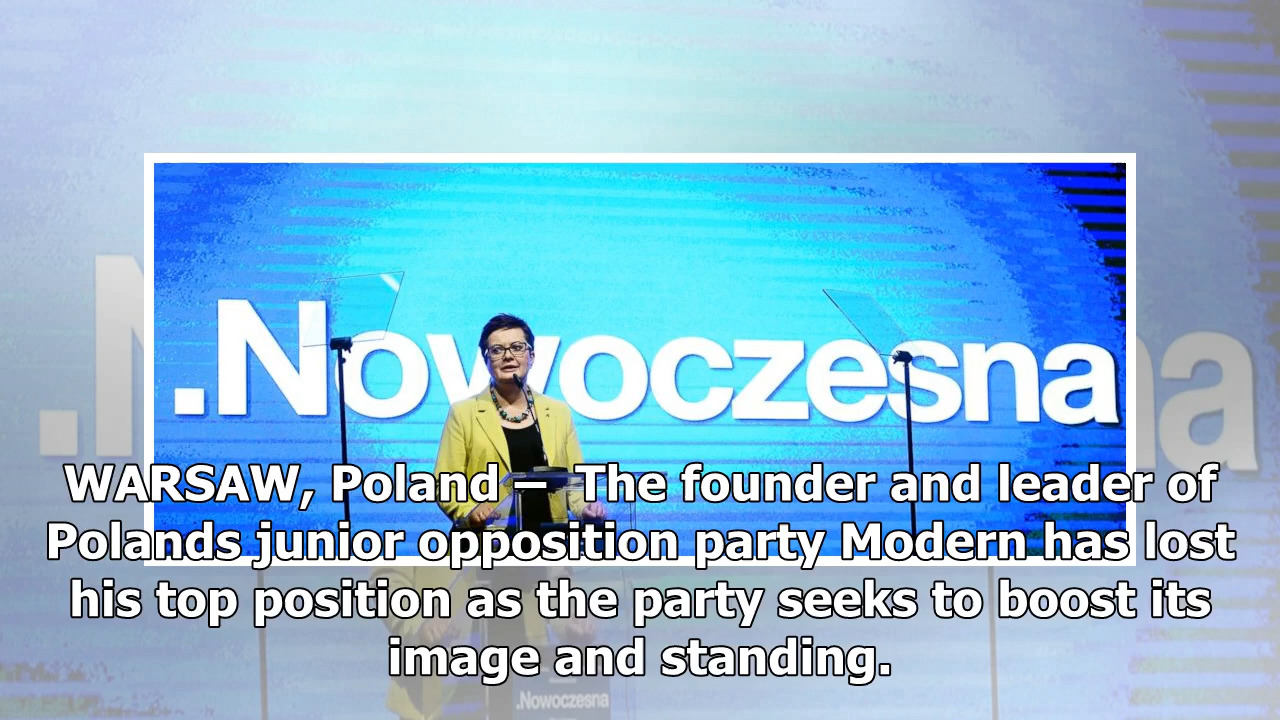 .Nowoczesna
WARSAW, Poland — The founder and leader of
Polands junior opposition party Modern has lost
his top position as the party seeks to boost its
image and standing.
.Nowoczesna